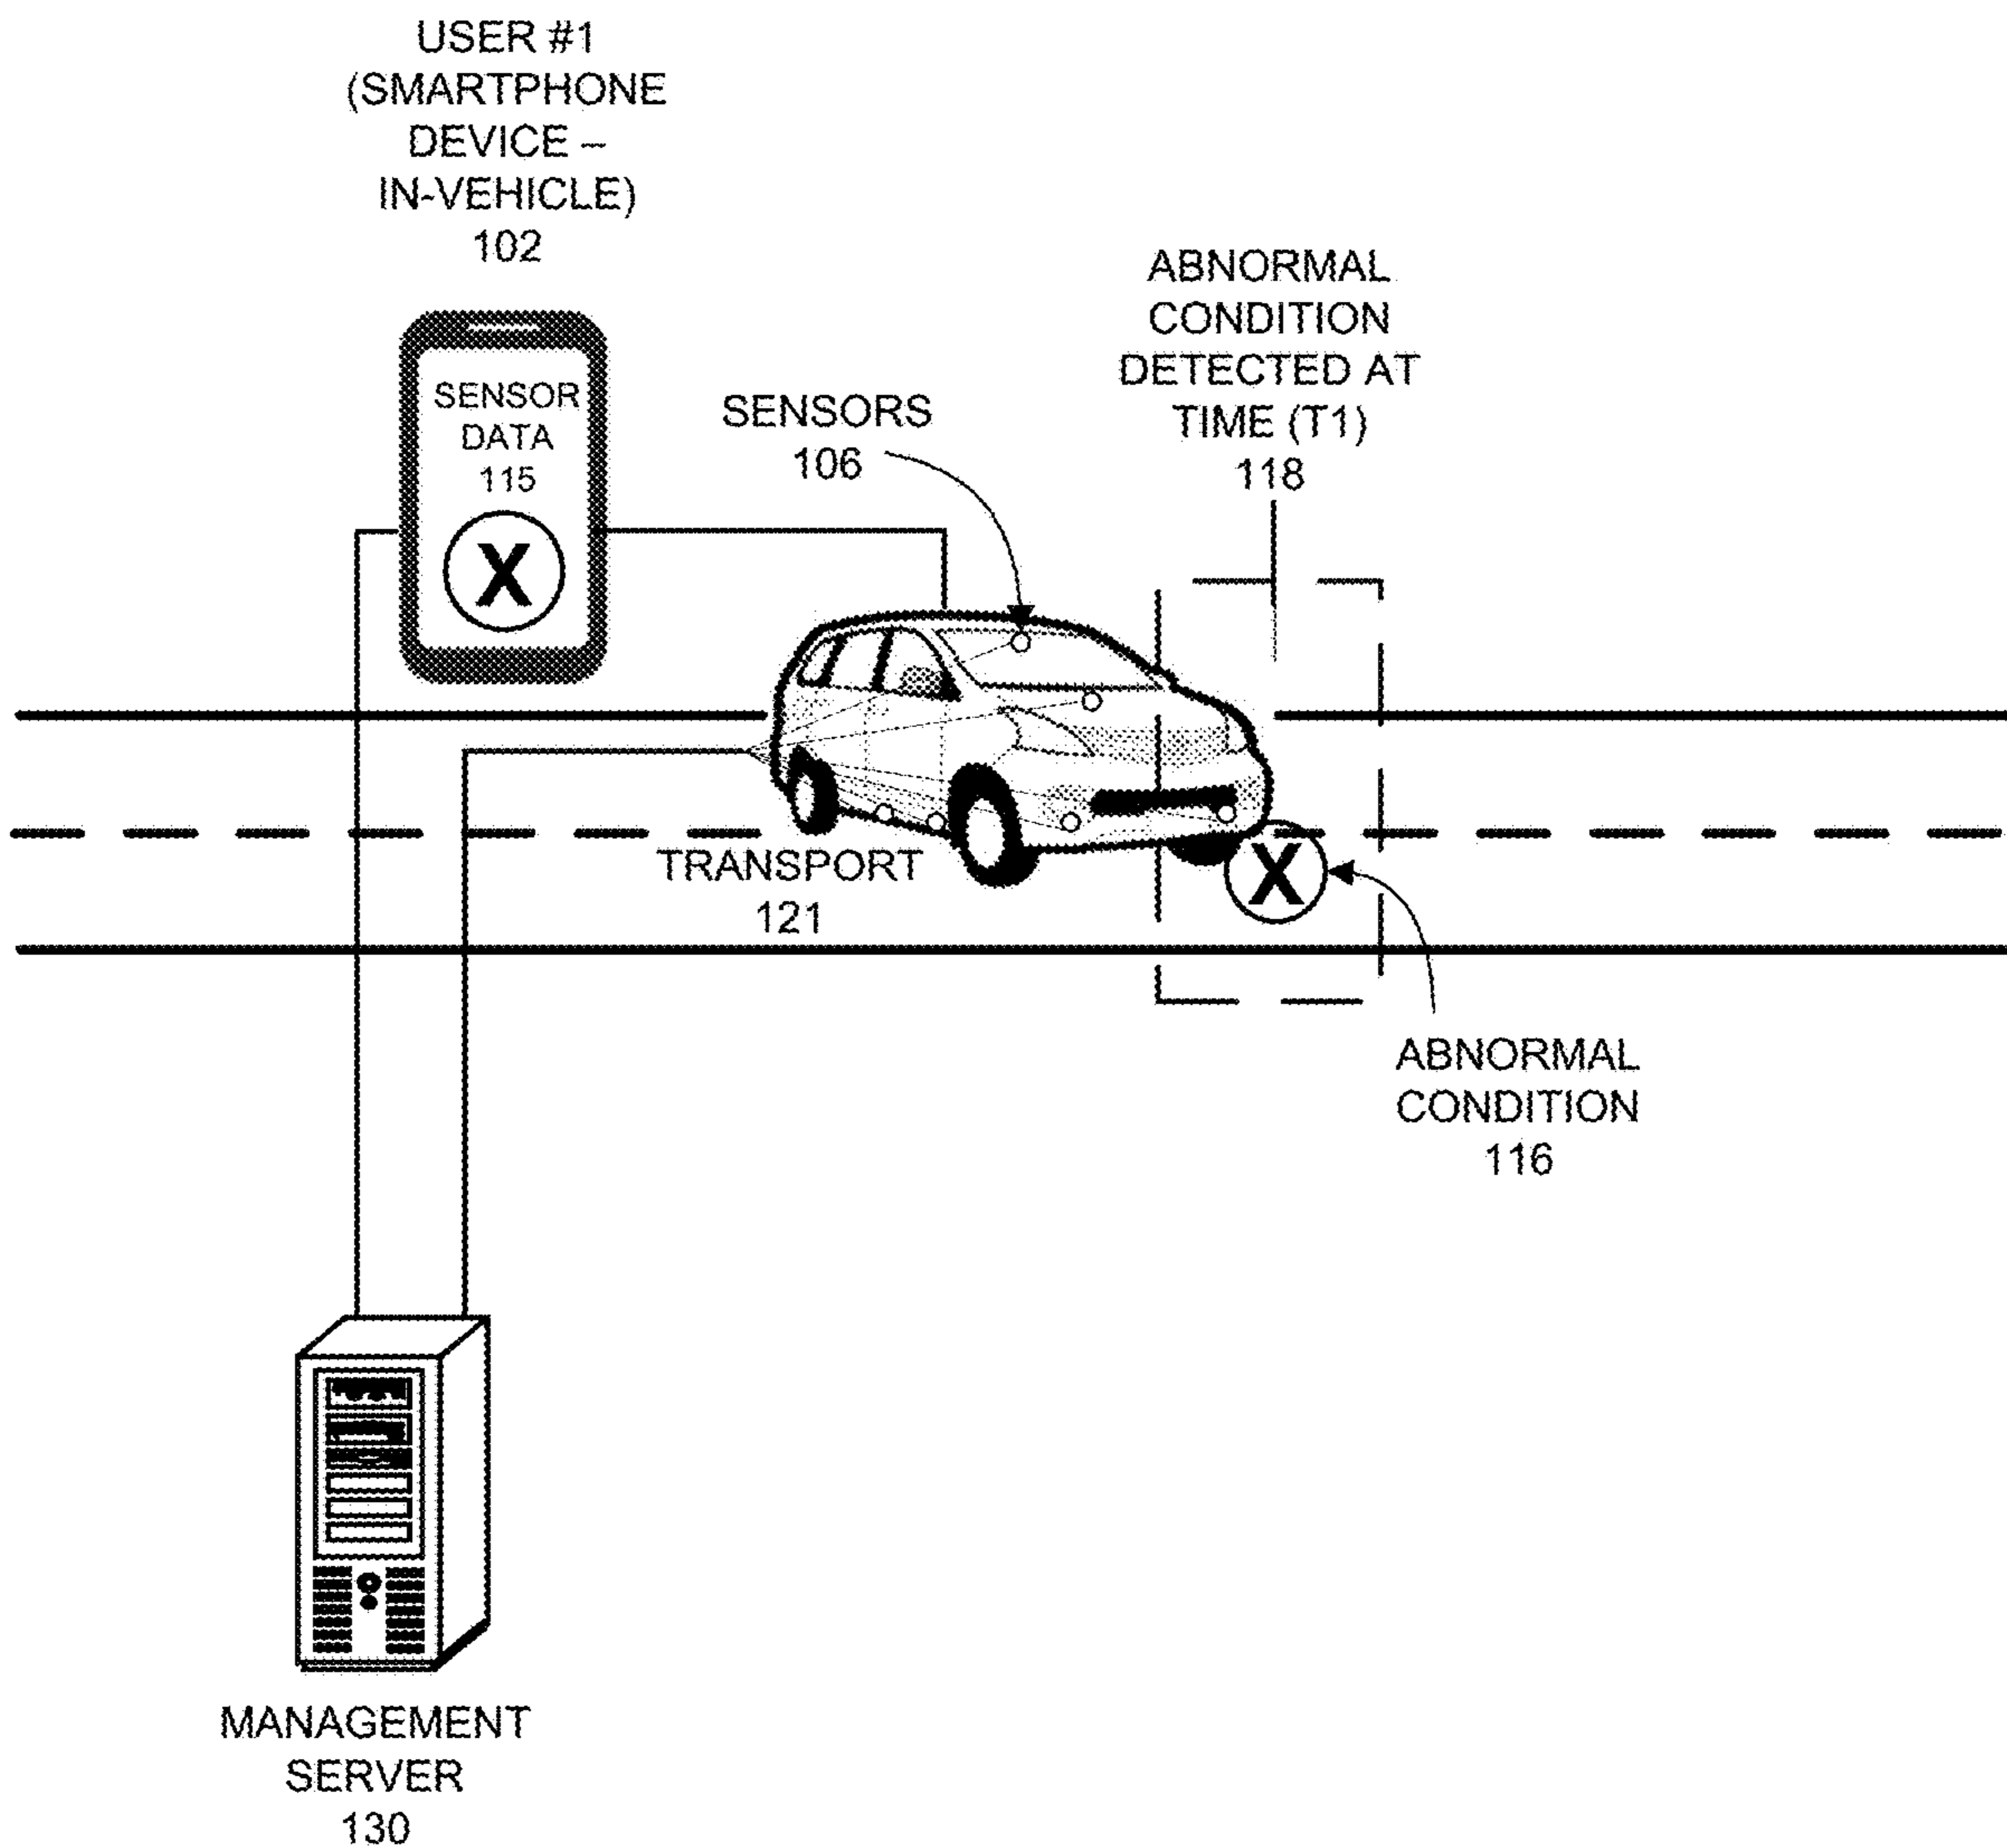 USER #1
(SMARTPHONE
DEVICE –
IN-VEHICLE)
102
SENSOR
DATA
115
X
SENSORS
106
ABNORMAL
CONDITION
DETECTED AT
TIME (T1)
118
TRANSPORT
121
X
ABNORMAL
CONDITION
116
MANAGEMENT
SERVER
130